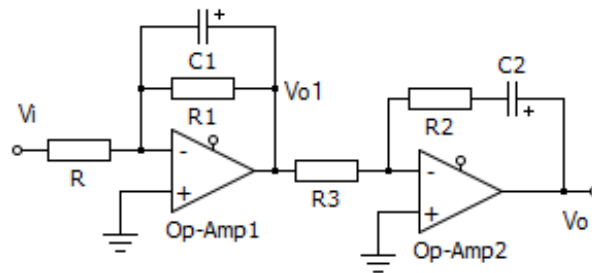 C1
+
C2
Vi
R1
Vo1
R2
+
R
-
+
R3
-
+
Op-Amp1
Vo
Op-Amp2